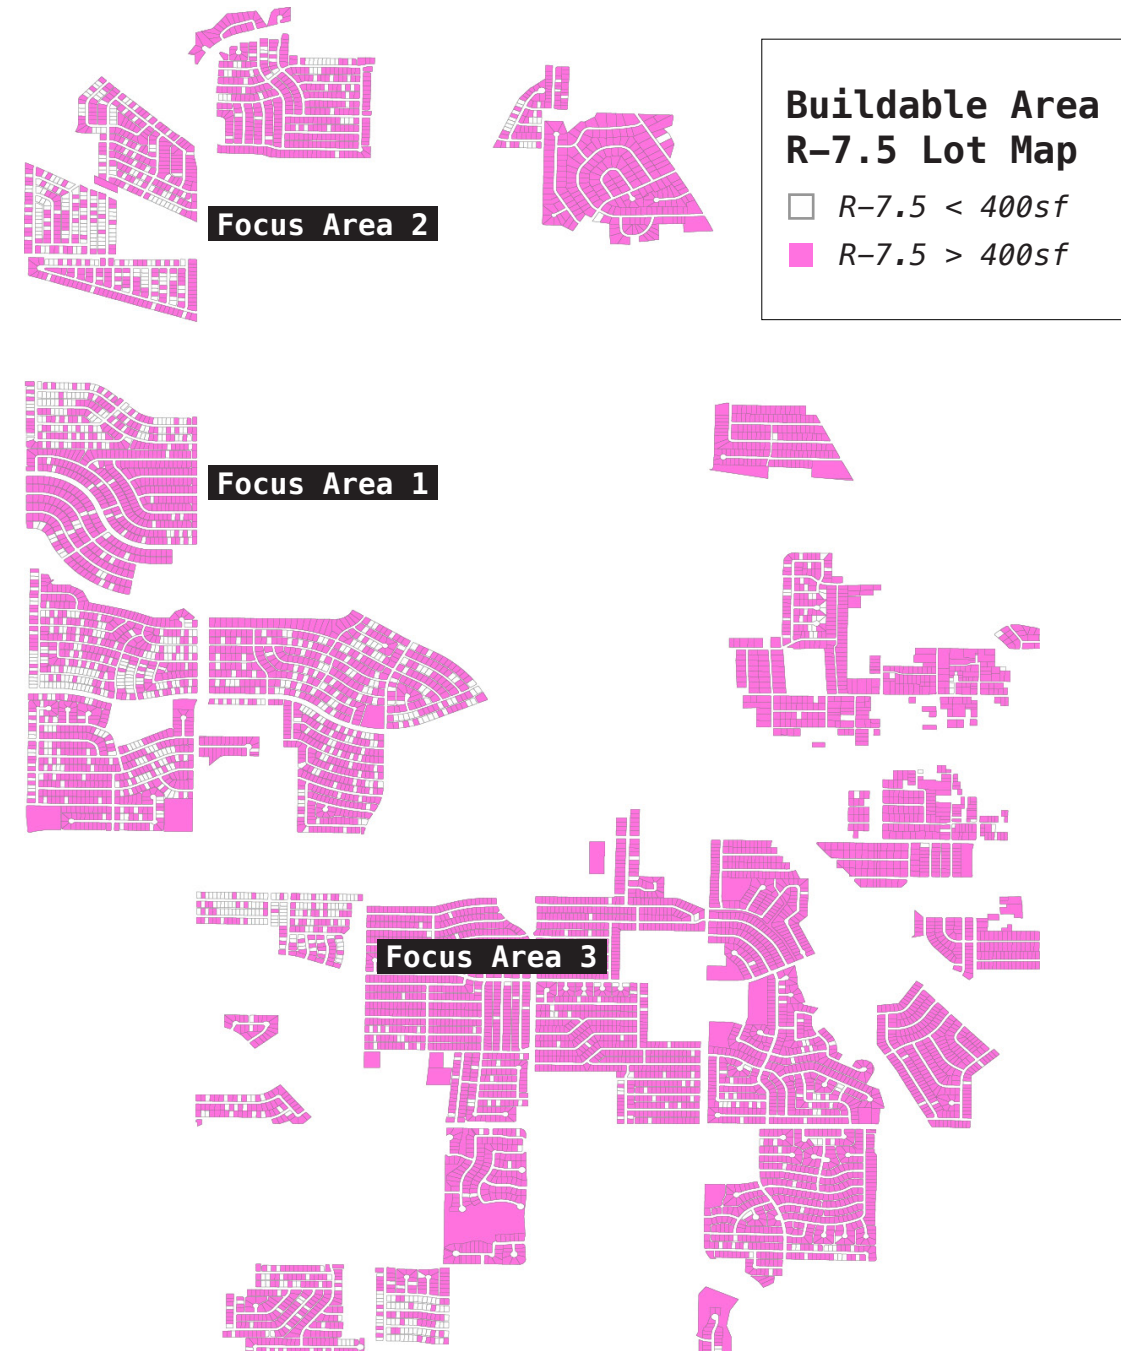 Buildable Area
R–7.5 Lot Map
R–7.5 < 400sf
R–7.5 > 400sf
Focus Area 2
Focus Area 1
Focus Area 3